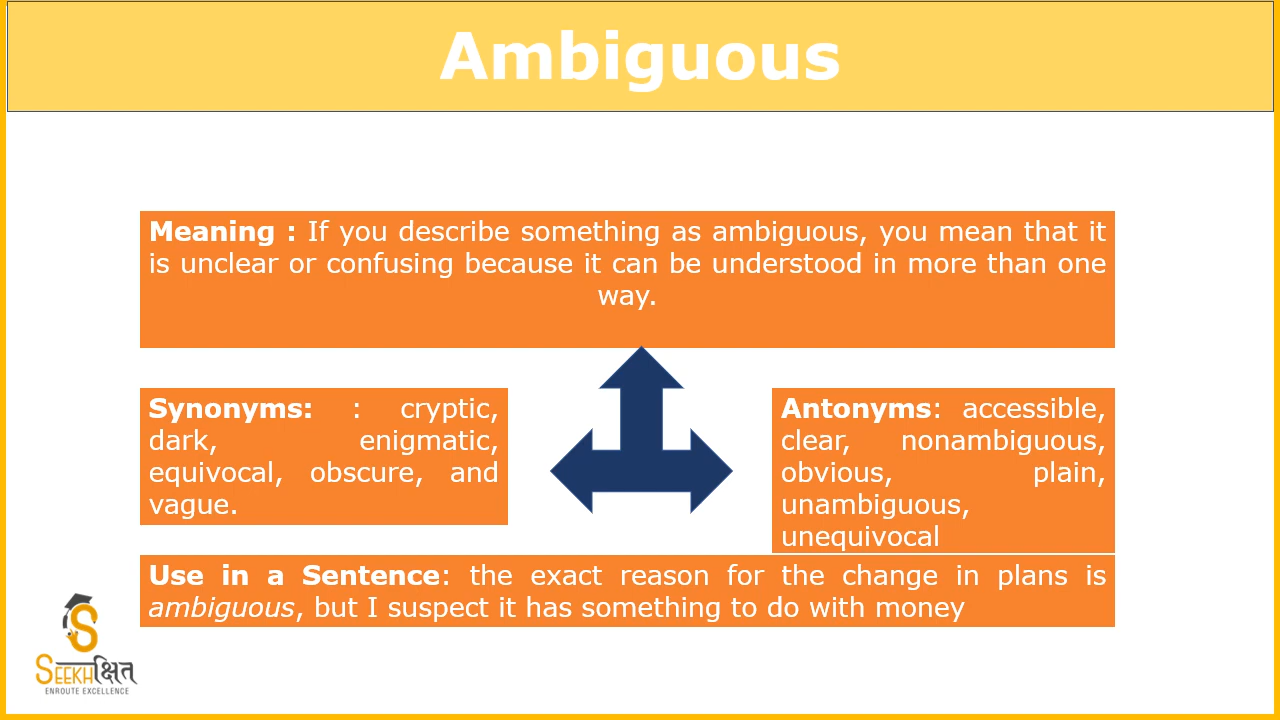 Ambiguous
Meaning : If you describe something as ambiguous, you mean that it
is unclear or confusing because it can be understood in more than one
way.
Synonyms: : cryptic,
dark, enigmatic,
equivocal, obscure, and
vague.
Antonyms: accessible,
clear, nonambiguous,
obvious, plain,
unambiguous,
unequivocal
Use in a Sentence: the exact reason for the change in plans is
ambiguous, but I suspect it has something to do with money
S
SEEKHक्षित
ENROUTE EXCELLENCE